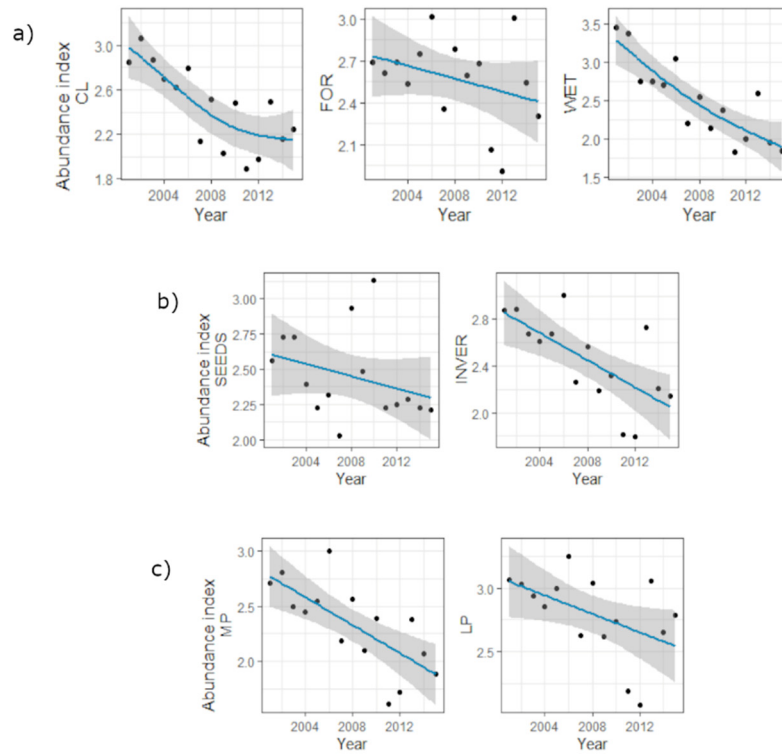 a)
Abundance index
CL
3.0
2.6
2.2
1.8
2004 2008 2012
Year
FOR
3.0
2.7
2.4
2.1
2004 2008 2012
Year
WET
3.5
3.0
2.5
2.0
1.5
2004 2008 2012
Year
b)
Abundance index
SEEDS
3.00
2.75
2.50
2.25
2.00
2004 2008 2012
Year
INVER
2.8
2.4
2.0
2004 2008 2012
Year
c)
Abundance index
MP
3.0
2.5
2.0
2004 2008 2012
Year
LP
3.0
2.5
2004 2008 2012
Year